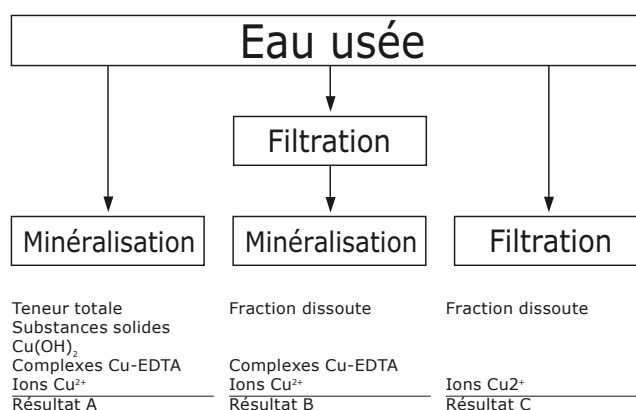 Eau usée
Filtration
Minéralisation
Minéralisation
Filtration
Teneur totale
Substances solides
Cu(OH)₂
Complexes Cu-EDTA
Ions Cu²⁺
Résultat A
Fraction dissoute
Complexes Cu-EDTA
Ions Cu²⁺
Résultat B
Fraction dissoute
Ions Cu2⁺
Résultat C